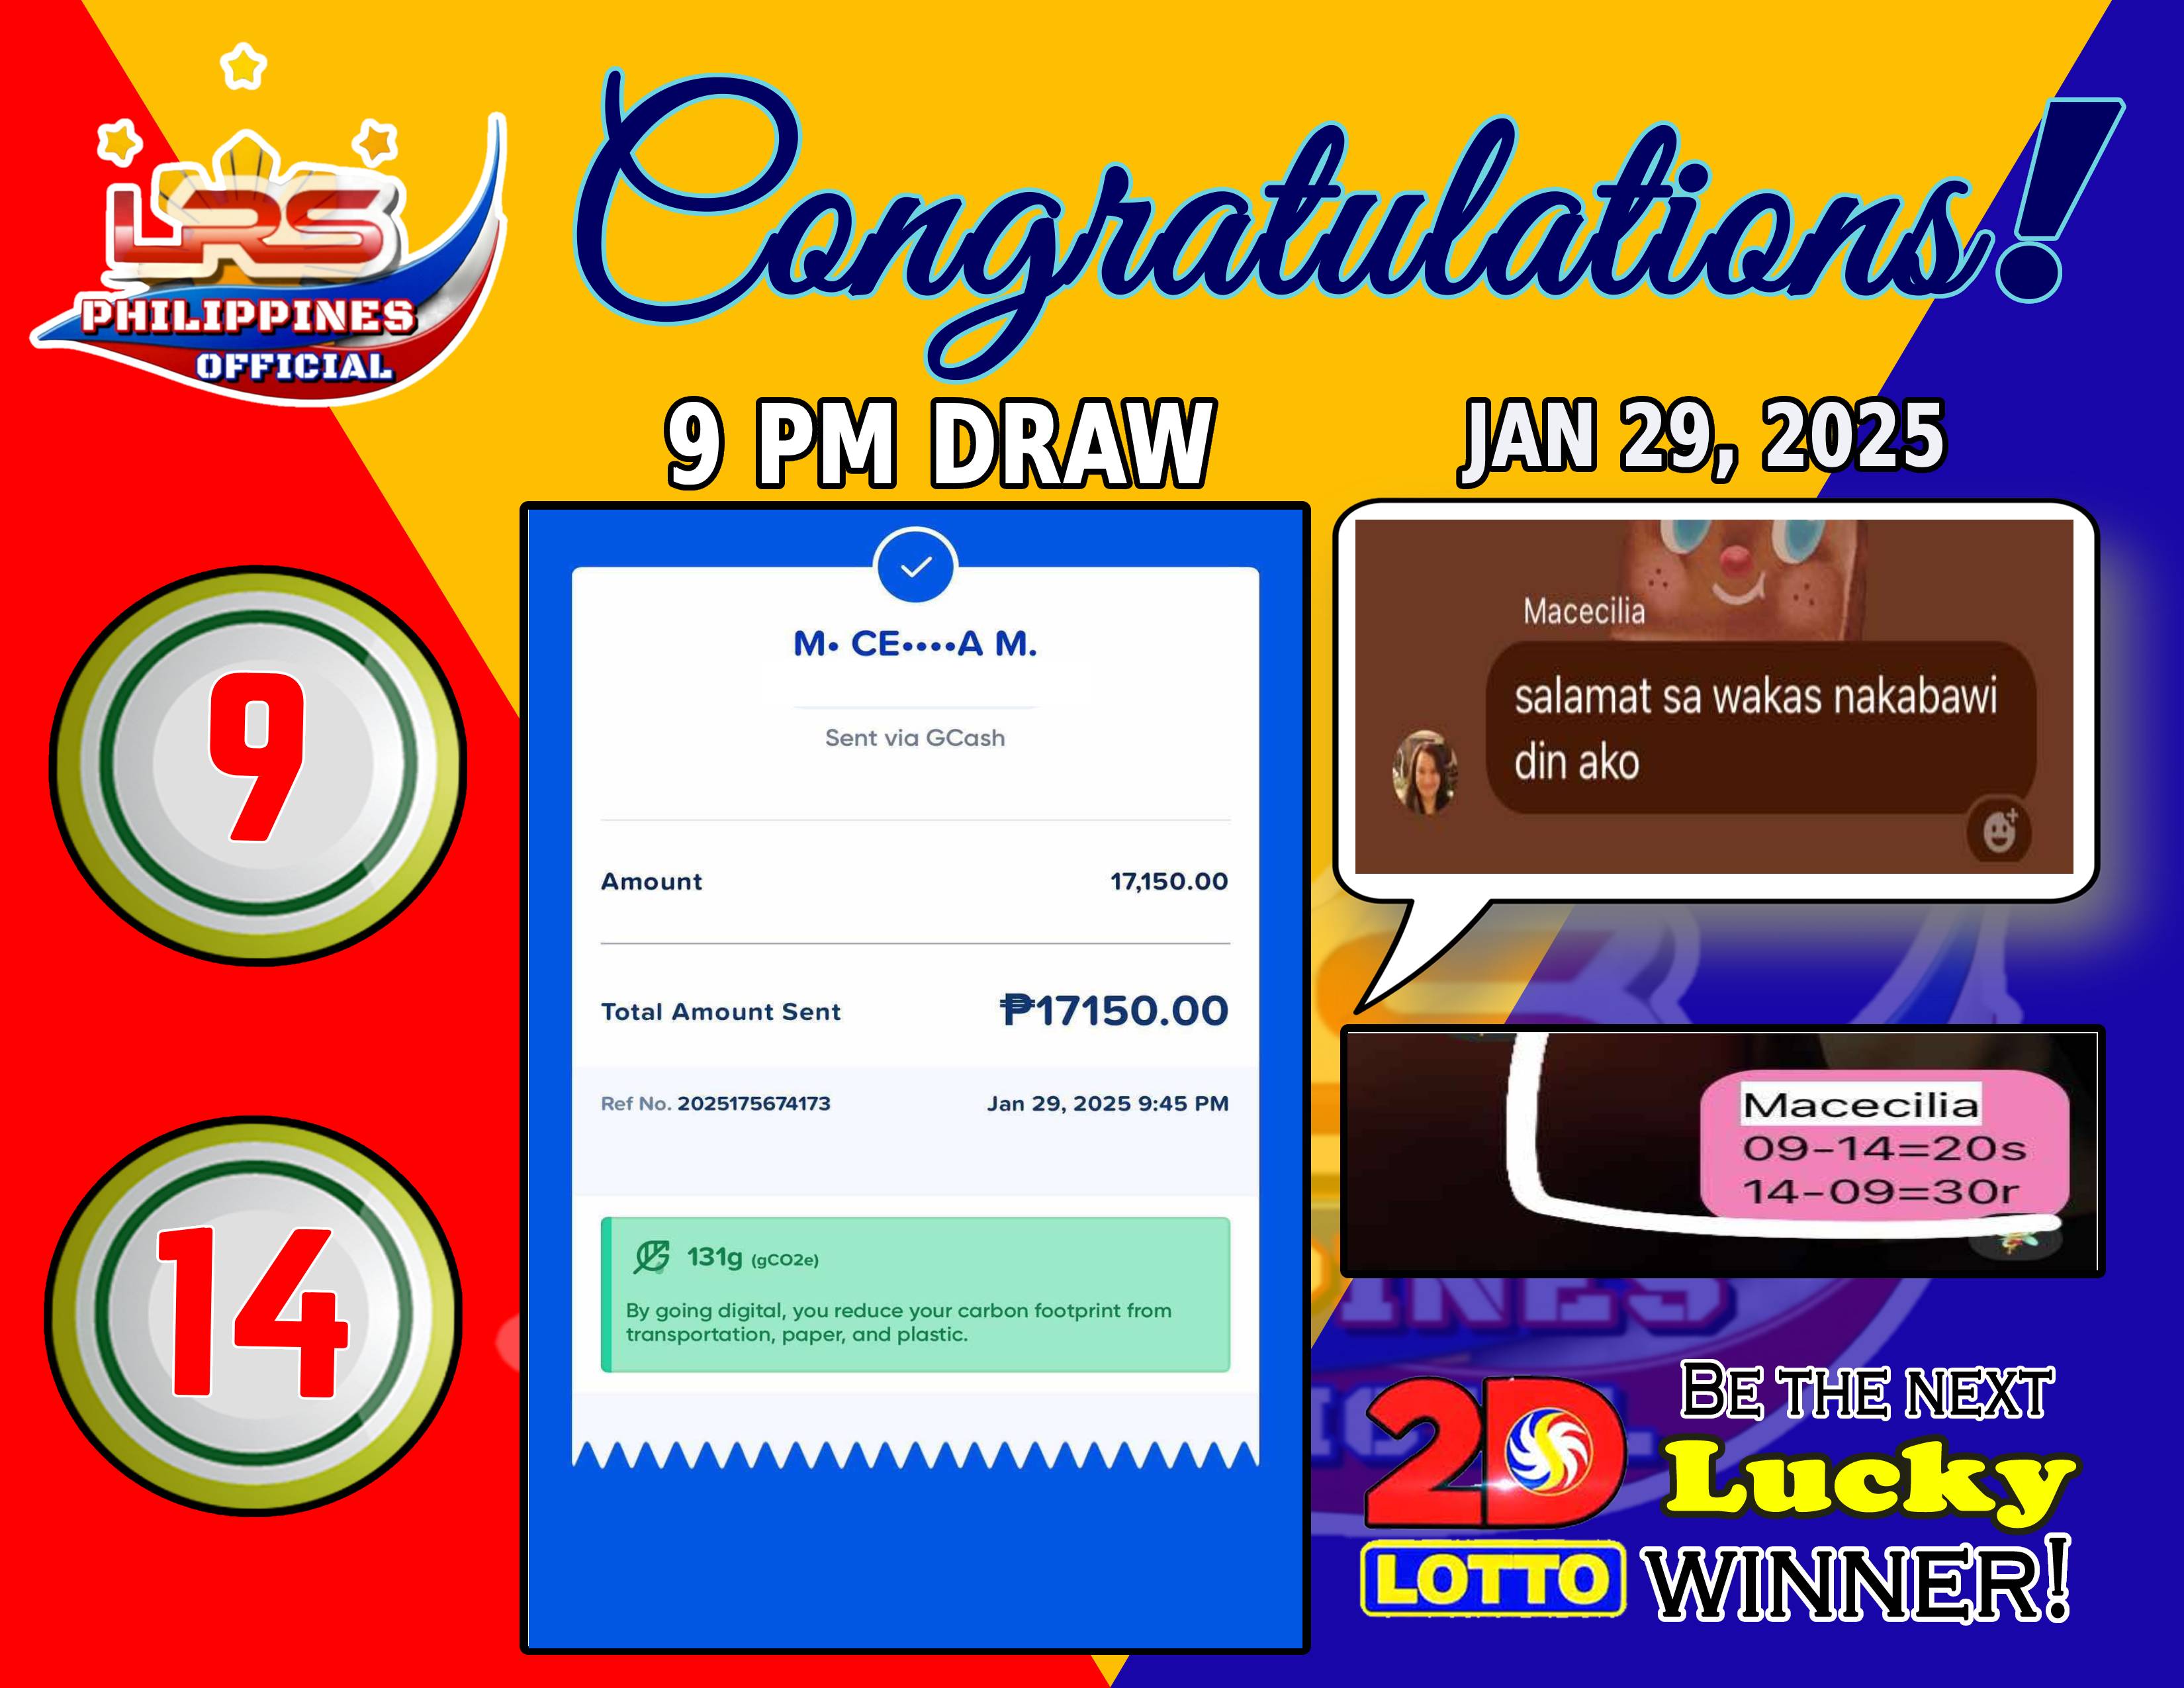 LRS
PHILIPPINES
OFFICIAL
Congratulations!
9 PM DRAW
JAN 29, 2025
9
14
M• CE••••A M.
Sent via GCash
Amount 17,150.00
Total Amount Sent ₱17150.00
Ref No. 2025175674173 Jan 29, 2025 9:45 PM
131g (gCO2e)
By going digital, you reduce your carbon footprint from
transportation, paper, and plastic.
Macecilia
salamat sa wakas nakabawi
din ako
Macecilia
09-14=20s
14-09=30r
2D
LOTTO
BE THE NEXT
Lucky
WINNER!